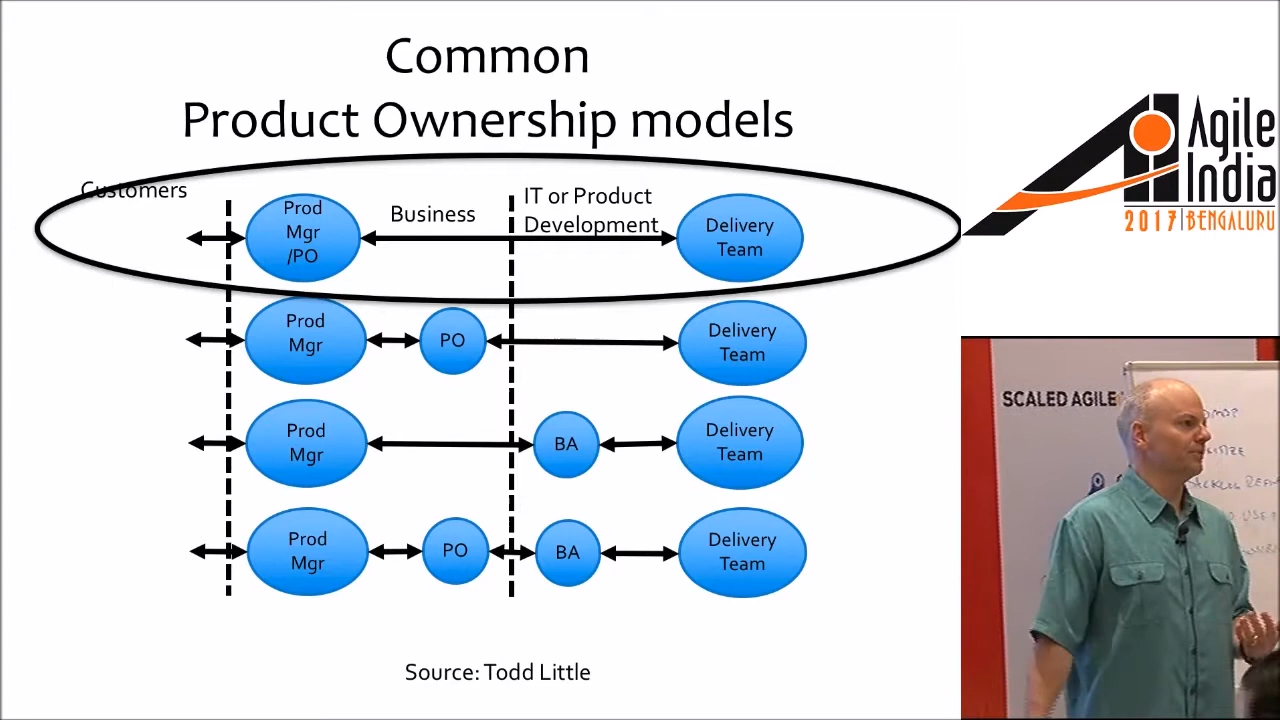 Common
Product Ownership models
Customers
Prod
Mgr
/PO
Business
IT or Product
Development
Delivery
Team
Prod
Mgr
PO
Delivery
Team
Prod
Mgr
BA
Delivery
Team
Prod
Mgr
PO
BA
Delivery
Team
Source: Todd Little
Agile
India
2017 | BENGALURU
SCALED AGILE